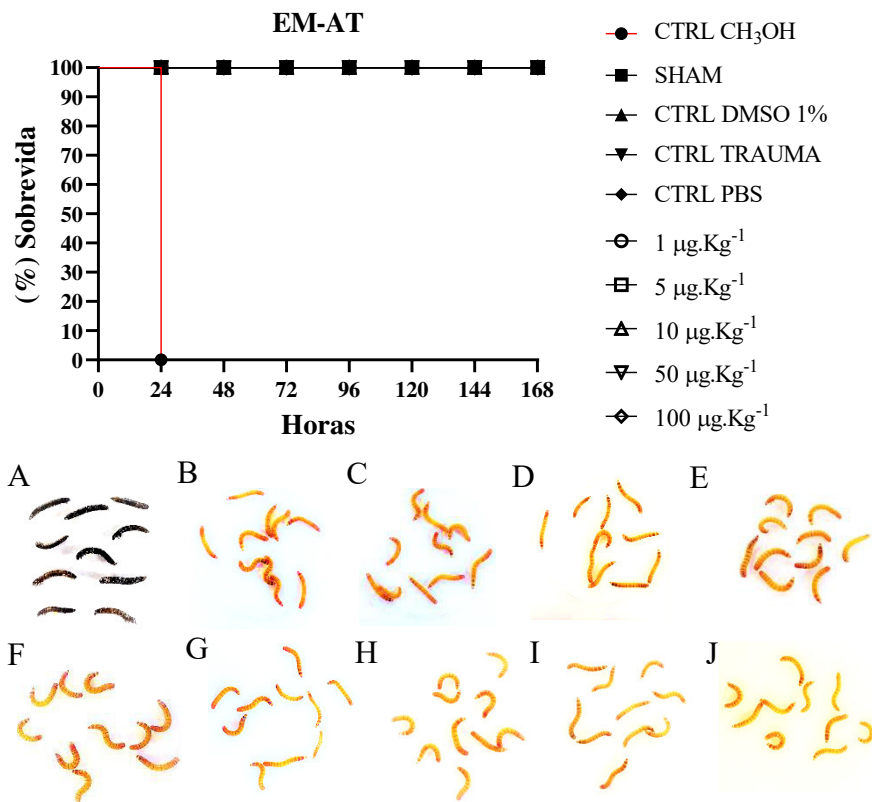 EM-AT
(%) Sobrevida
100
90
80
70
60
50
40
30
20
10
0
0 24 48 72 96 120 144 168
Horas
CTRL CH₃OH
SHAM
CTRL DMSO 1%
CTRL TRAUMA
CTRL PBS
1 μg.Kg⁻¹
5 μg.Kg⁻¹
10 μg.Kg⁻¹
50 μg.Kg⁻¹
100 μg.Kg⁻¹
A B C D E
F G H I J